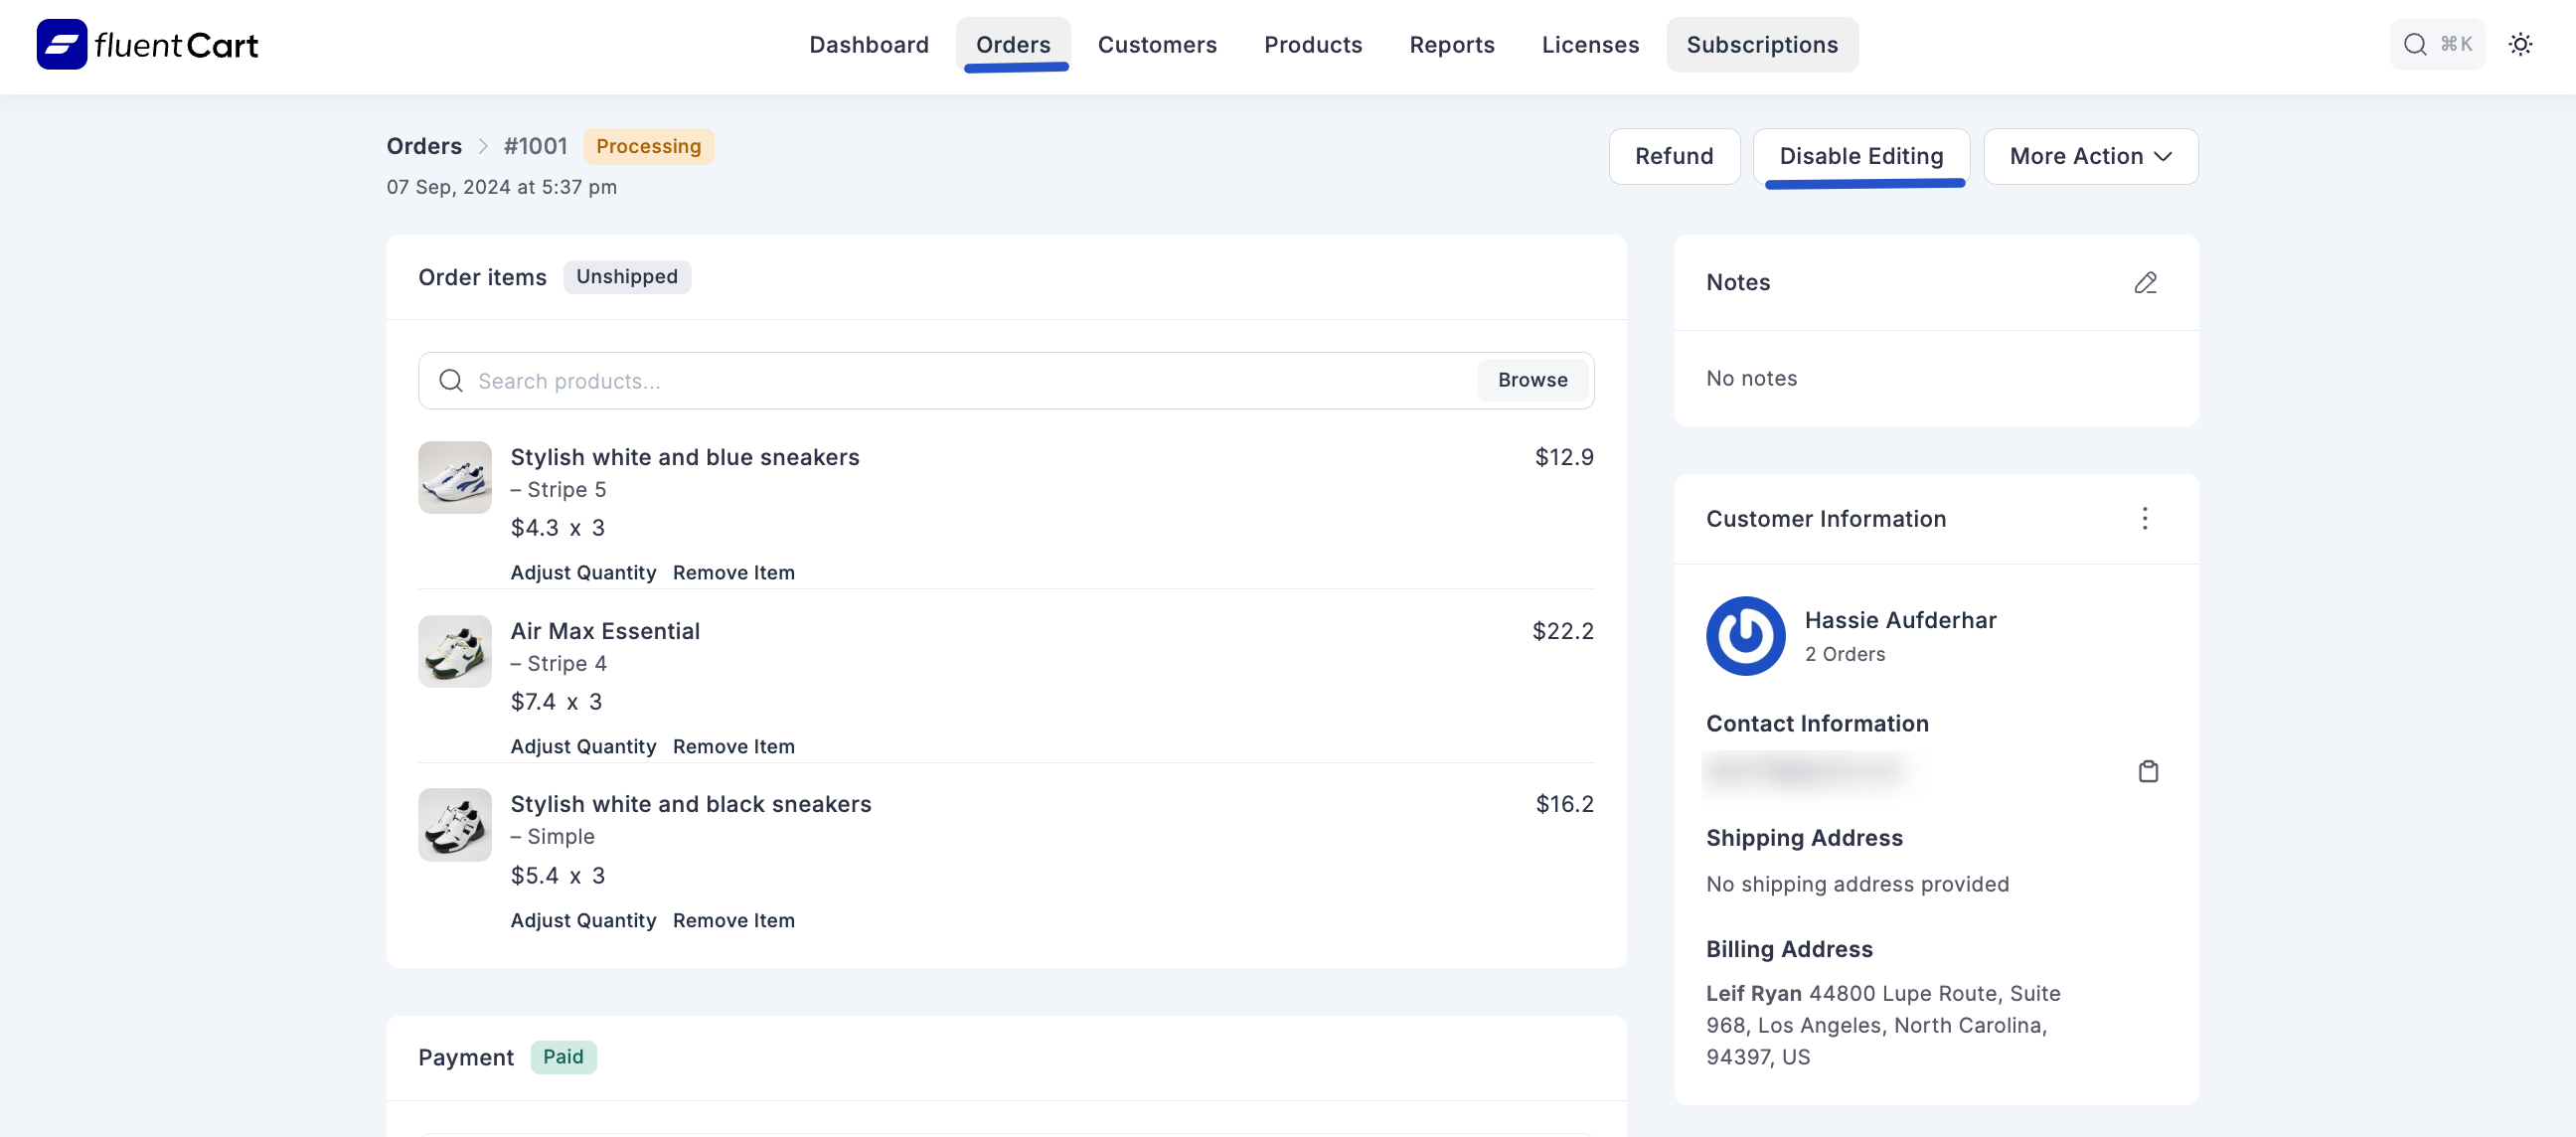 fluentCart
Dashboard Orders Customers Products Reports Licenses Subscriptions
⌘K
Orders > #1001 Processing
07 Sep, 2024 at 5:37 pm
Refund Disable Editing More Action
Order items Unshipped
Search products... Browse
Stylish white and blue sneakers $12.9
– Stripe 5
$4.3 x 3
Adjust Quantity Remove Item
Air Max Essential $22.2
– Stripe 4
$7.4 x 3
Adjust Quantity Remove Item
Stylish white and black sneakers $16.2
– Simple
$5.4 x 3
Adjust Quantity Remove Item
Payment Paid
Notes
No notes
Customer Information
Hassie Aufderhar
2 Orders
Contact Information
Shipping Address
No shipping address provided
Billing Address
Leif Ryan 44800 Lupe Route, Suite
968, Los Angeles, North Carolina,
94397, US